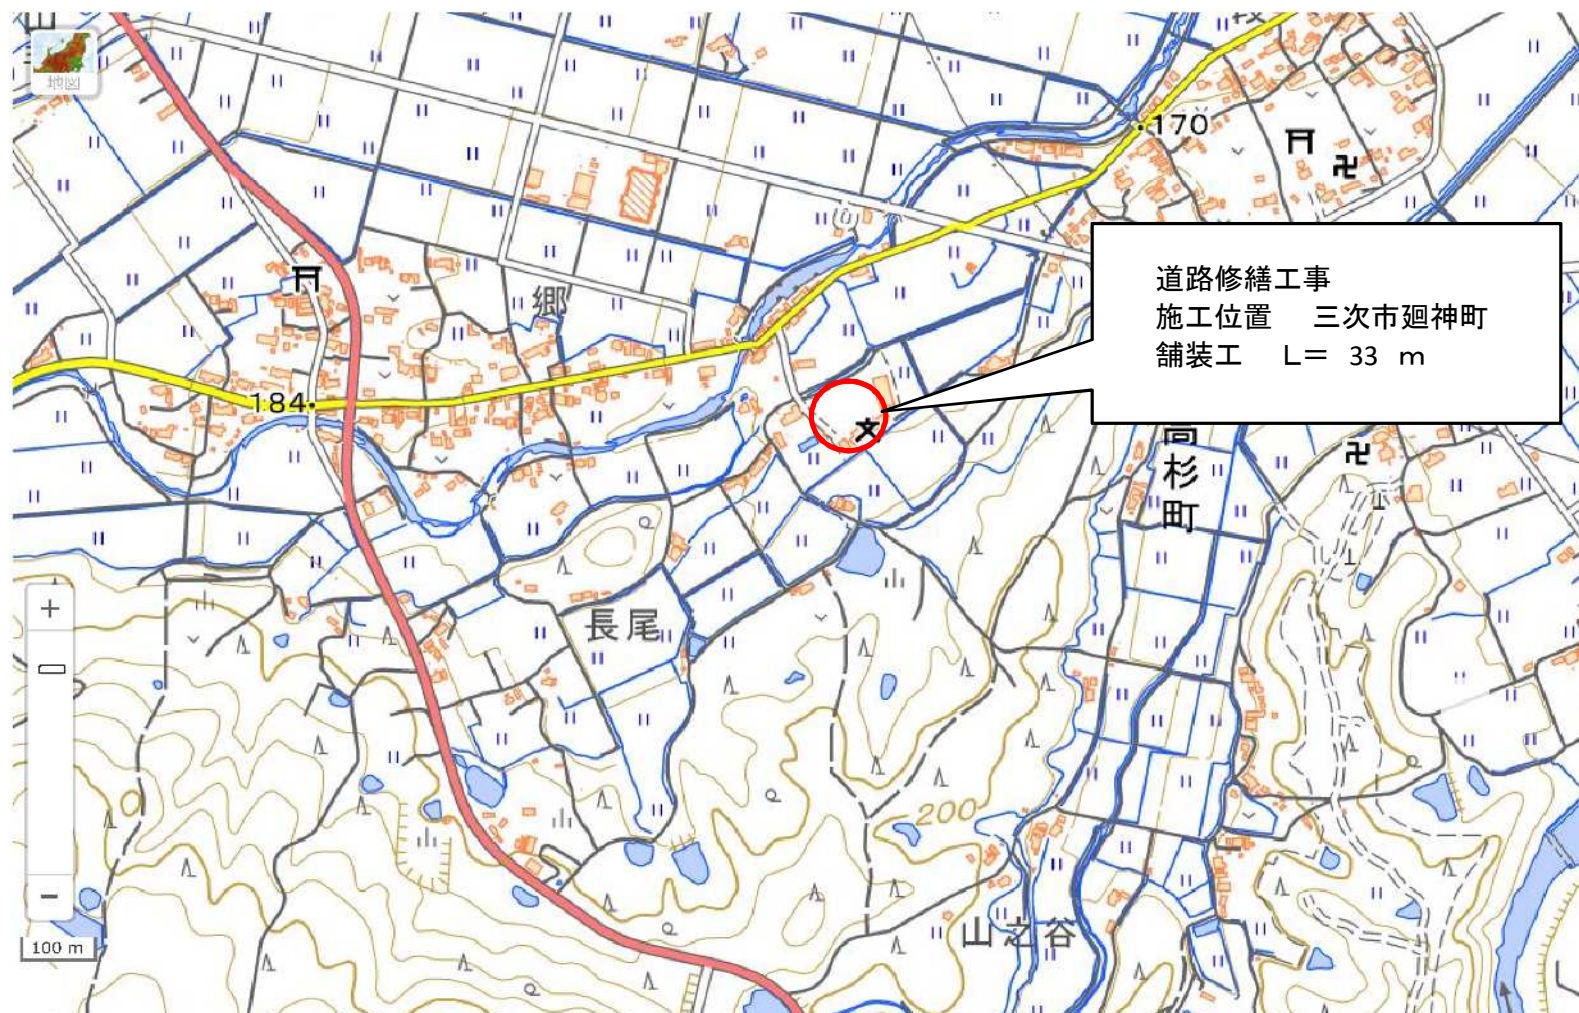 地図
170
道路修繕工事
施工位置 三次市廻神町
舗装工 L= 33 m
郷
184
文
高杉町
長尾
200
山之谷
+
−
100 m